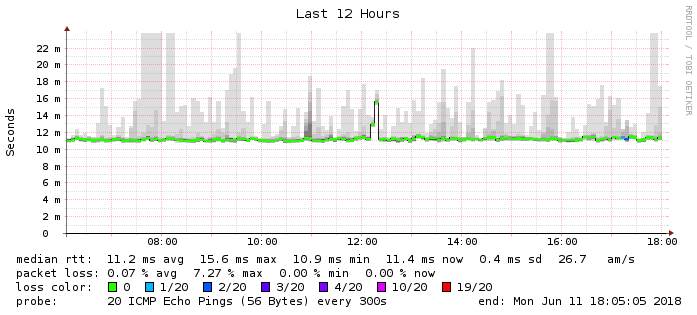 Last 12 Hours
RRDTOOL / TOBI OETIKER
Seconds
22 m
20 m
18 m
16 m
14 m
12 m
10 m
8 m
6 m
4 m
2 m
0
08:00 10:00 12:00 14:00 16:00 18:00
median rtt: 11.2 ms avg 15.6 ms max 10.9 ms min 11.4 ms now 0.4 ms sd 26.7 am/s
packet loss: 0.07 % avg 7.27 % max 0.00 % min 0.00 % now
loss color: 0 1/20 2/20 3/20 4/20 10/20 19/20
probe: 20 ICMP Echo Pings (56 Bytes) every 300s end: Mon Jun 11 18:05:05 2018